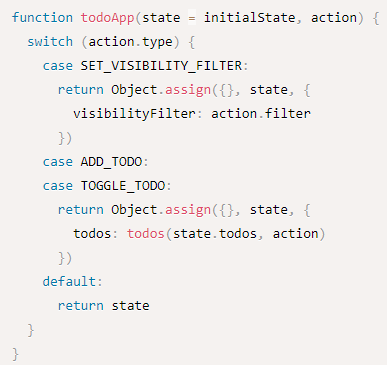 function todoApp(state = initialState, action) {
  switch (action.type) {
    case SET_VISIBILITY_FILTER:
      return Object.assign({}, state, {
        visibilityFilter: action.filter
      })
    case ADD_TODO:
    case TOGGLE_TODO:
      return Object.assign({}, state, {
        todos: todos(state.todos, action)
      })
    default:
      return state
  }
}